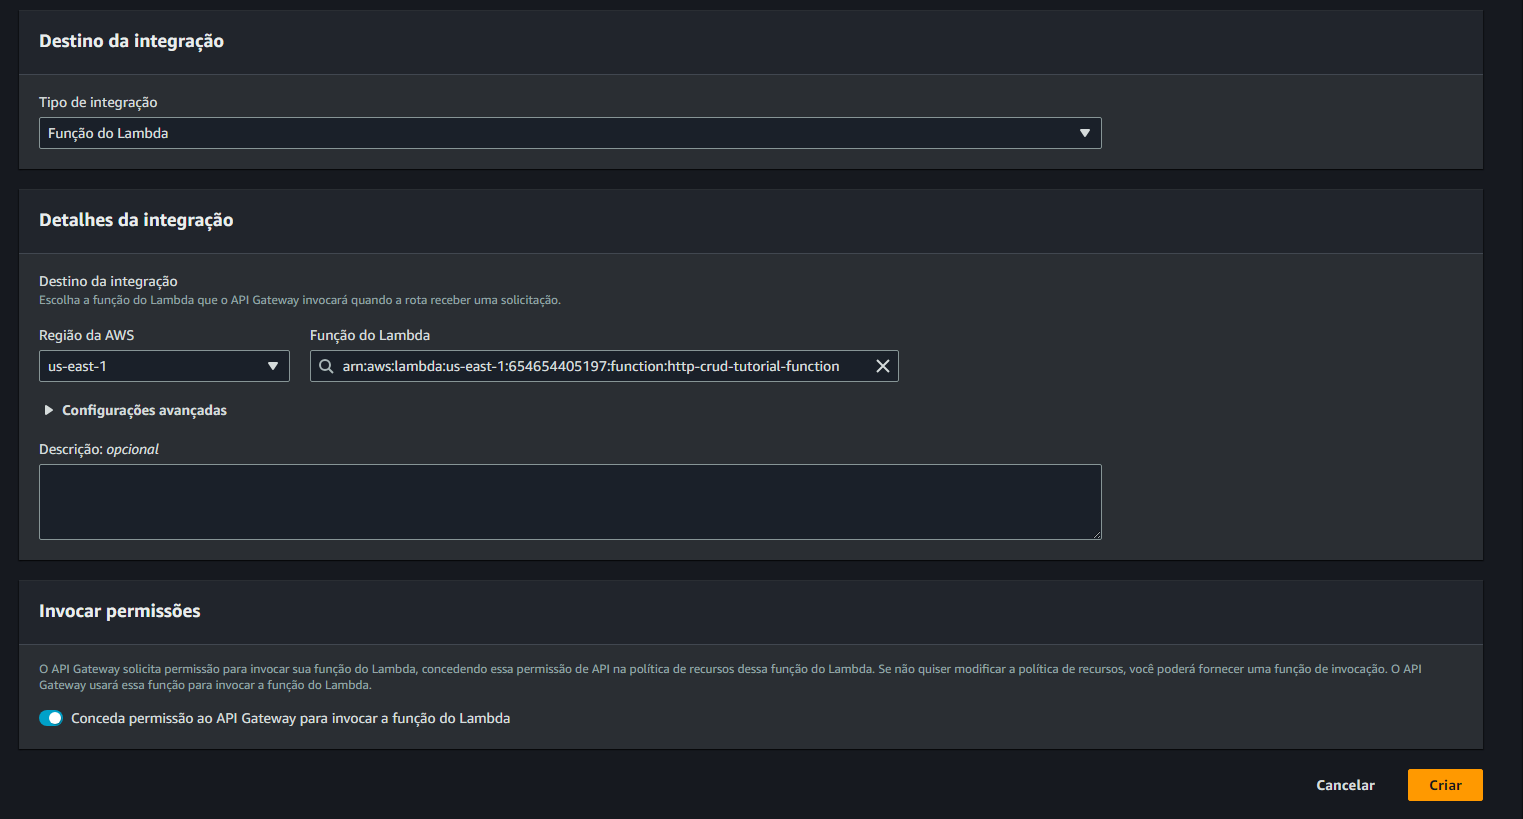 Destino da integração
Tipo de integração
Função do Lambda
Detalhes da integração
Destino da integração
Escolha a função do Lambda que o API Gateway invocará quando a rota receber uma solicitação.
Região da AWS
Função do Lambda
us-east-1
arn:aws:lambda:us-east-1:654654405197:function:http-crud-tutorial-function
Configurações avançadas
Descrição: opcional
Invocar permissões
O API Gateway solicita permissão para invocar sua função do Lambda, concedendo essa permissão de API na política de recursos dessa função do Lambda. Se não quiser modificar a política de recursos, você poderá fornecer uma função de invocação. O API
Gateway usará essa função para invocar a função do Lambda.
Conceda permissão ao API Gateway para invocar a função do Lambda
Cancelar
Criar